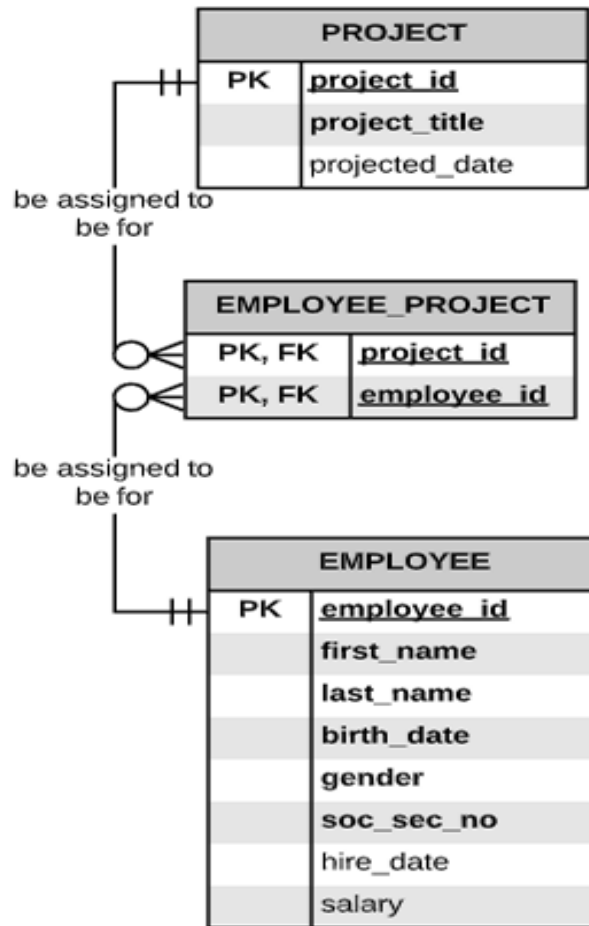 PROJECT
PK project_id
project_title
projected_date
be assigned to
be for
EMPLOYEE_PROJECT
PK, FK project_id
PK, FK employee_id
be assigned to
be for
EMPLOYEE
PK employee_id
first_name
last_name
birth_date
gender
soc_sec_no
hire_date
salary